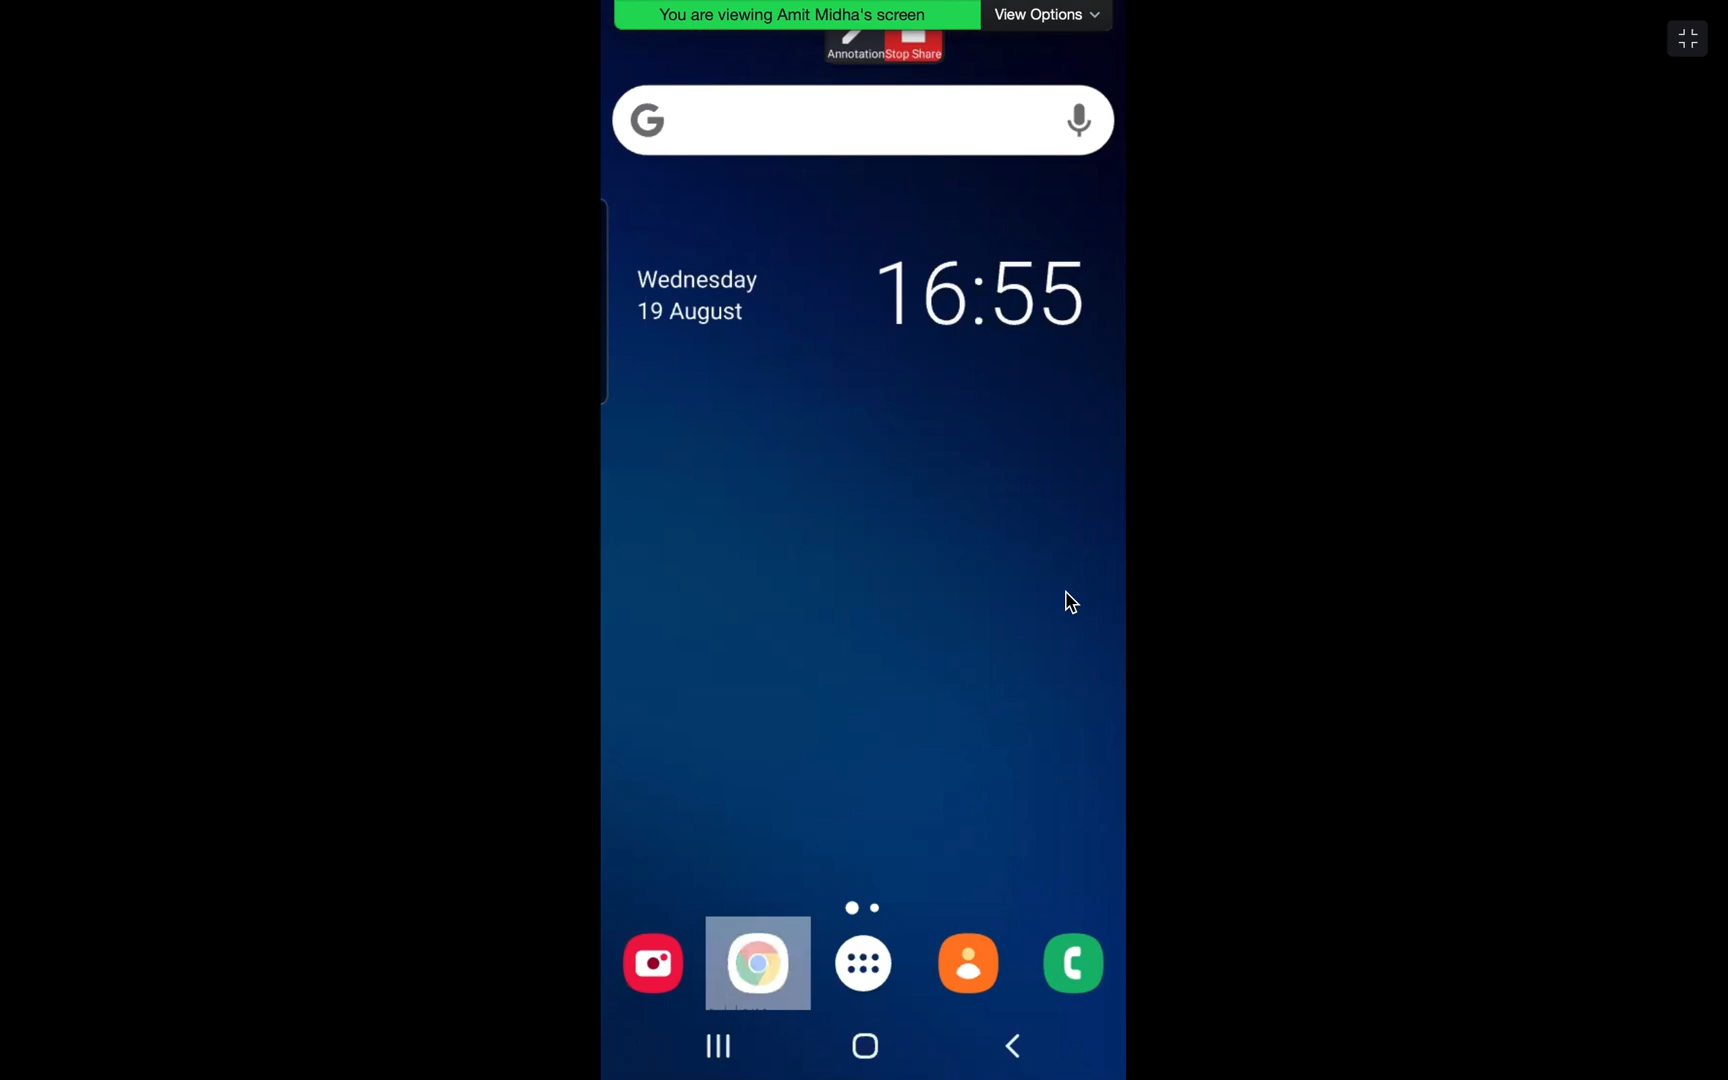 You are viewing Amit Midha's screen
View Options
Annotation Stop Share
G
Wednesday
19 August
16:55